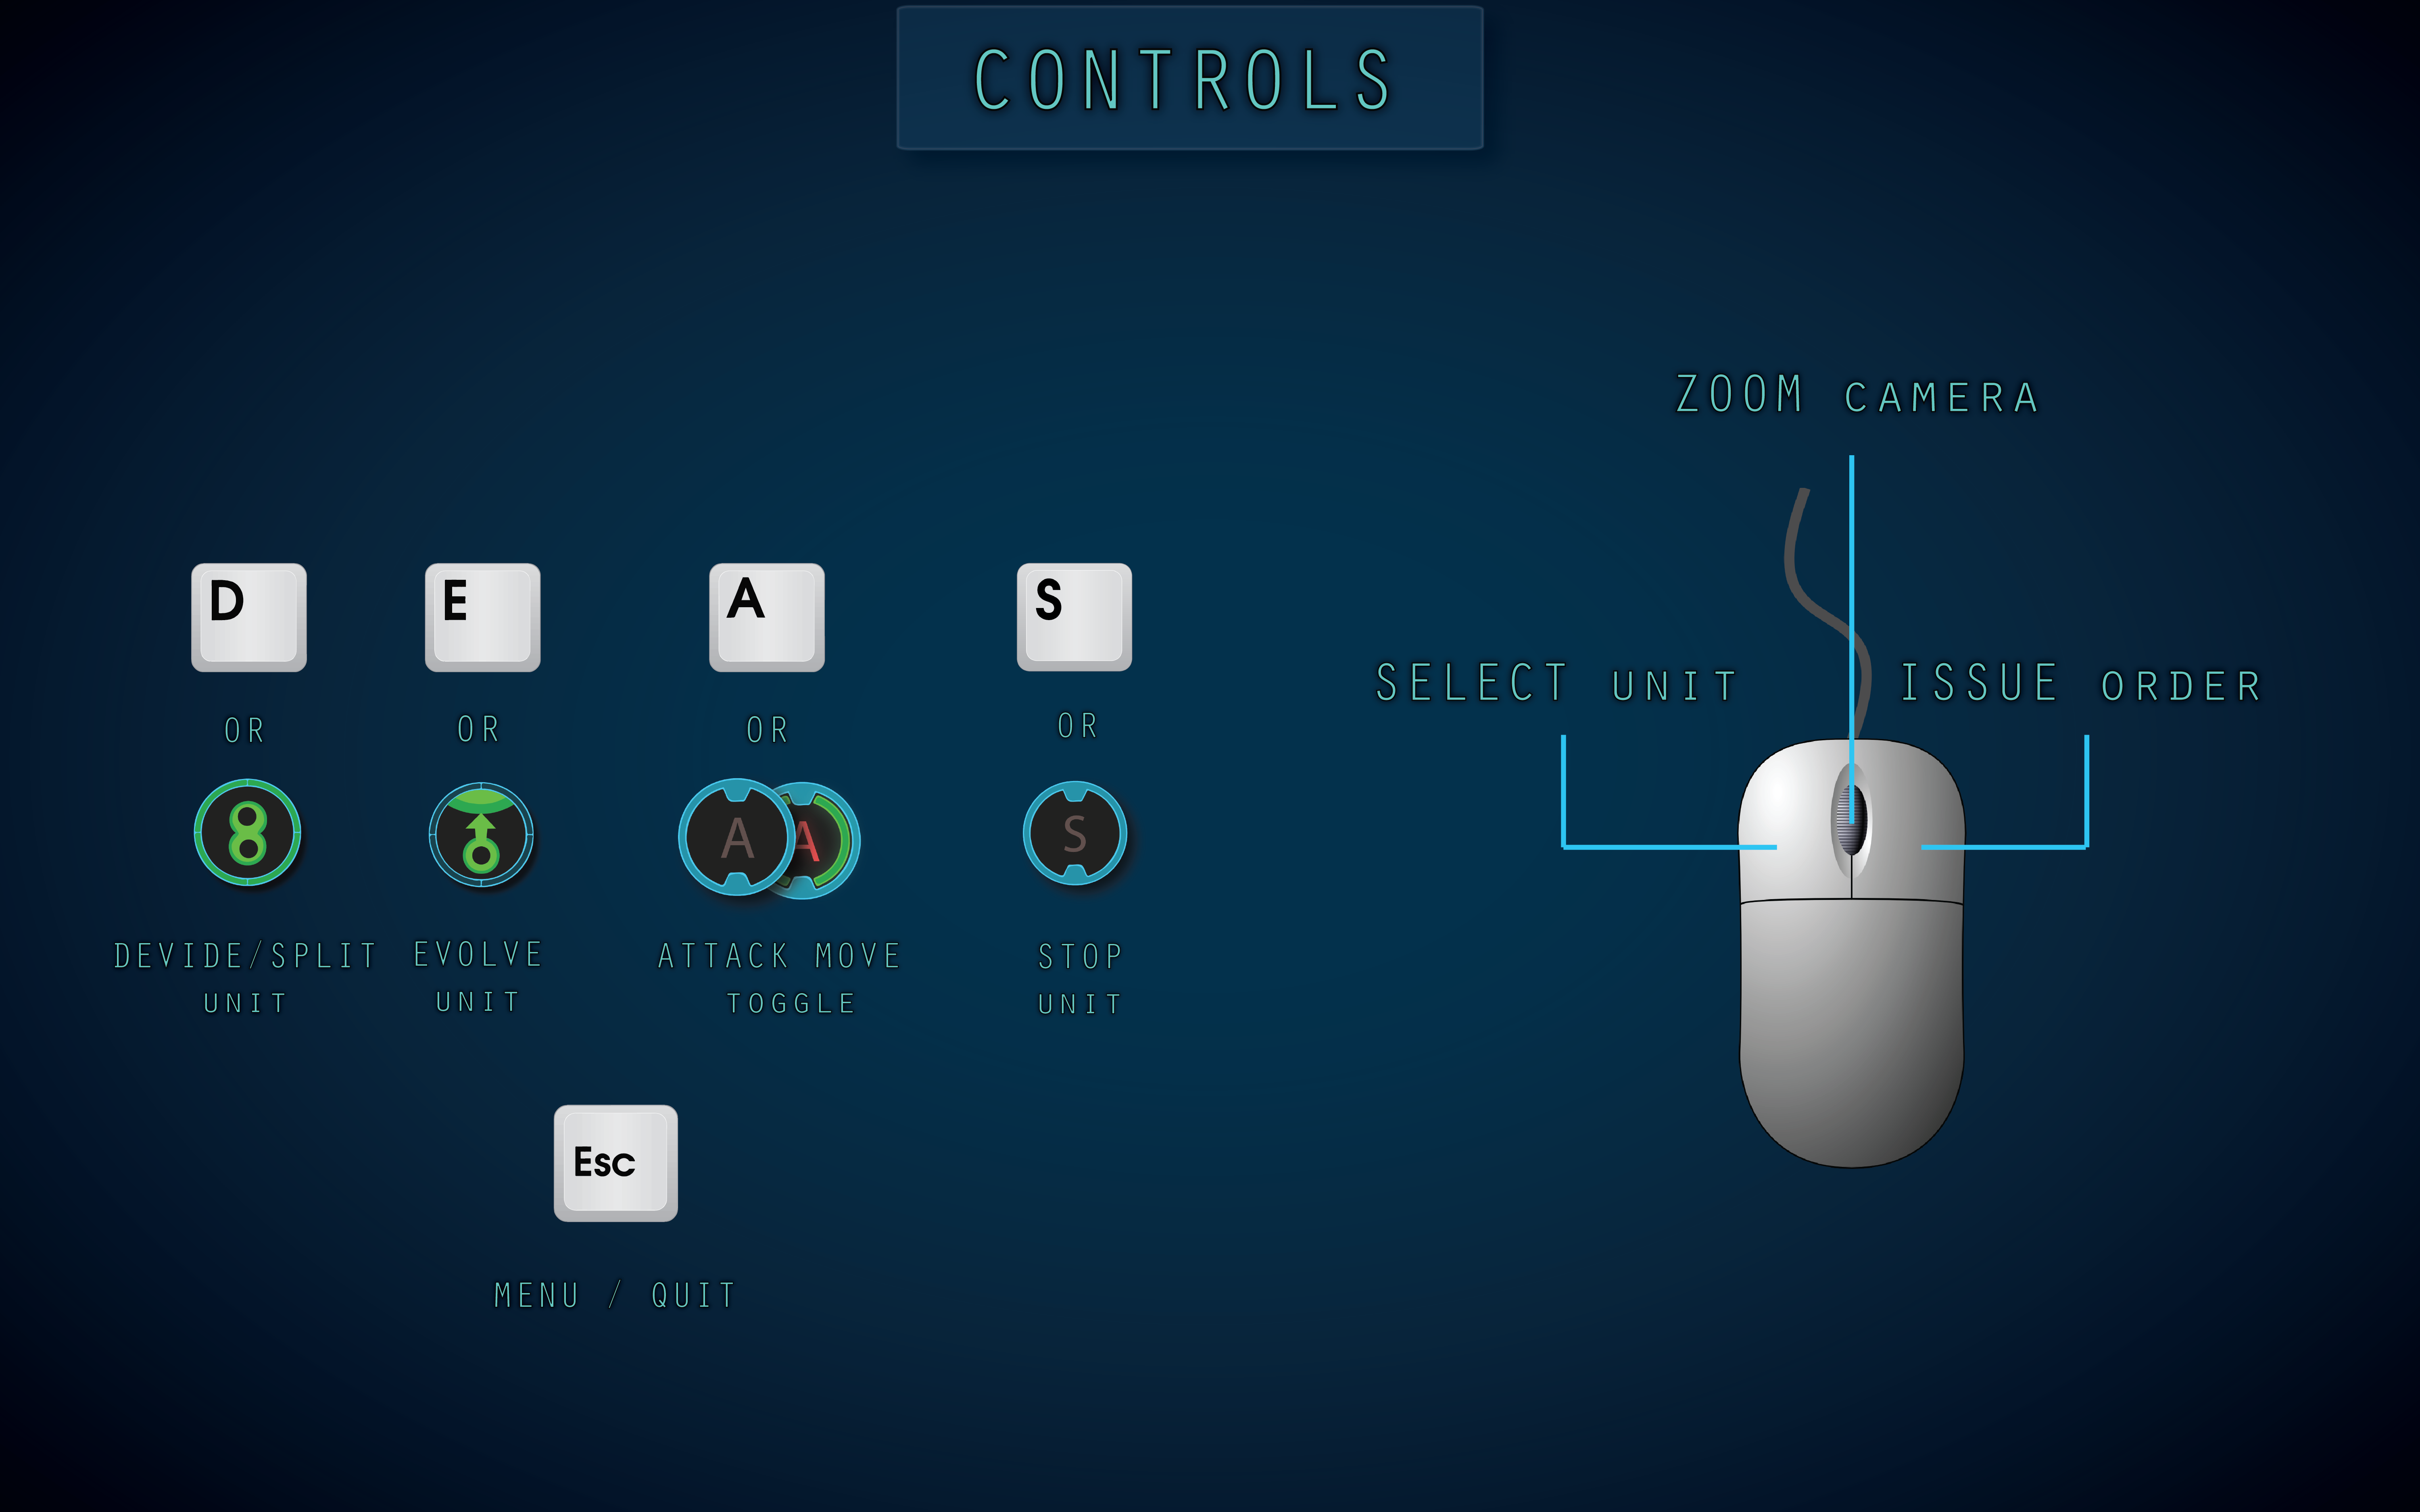 CONTROLS
ZOOM CAMERA
D
E
A
S
SELECT UNIT
ISSUE ORDER
OR
OR
OR
OR
A
A
S
DEVIDE/SPLIT
UNIT
EVOLVE
UNIT
ATTACK MOVE
TOGGLE
STOP
UNIT
Esc
MENU / QUIT